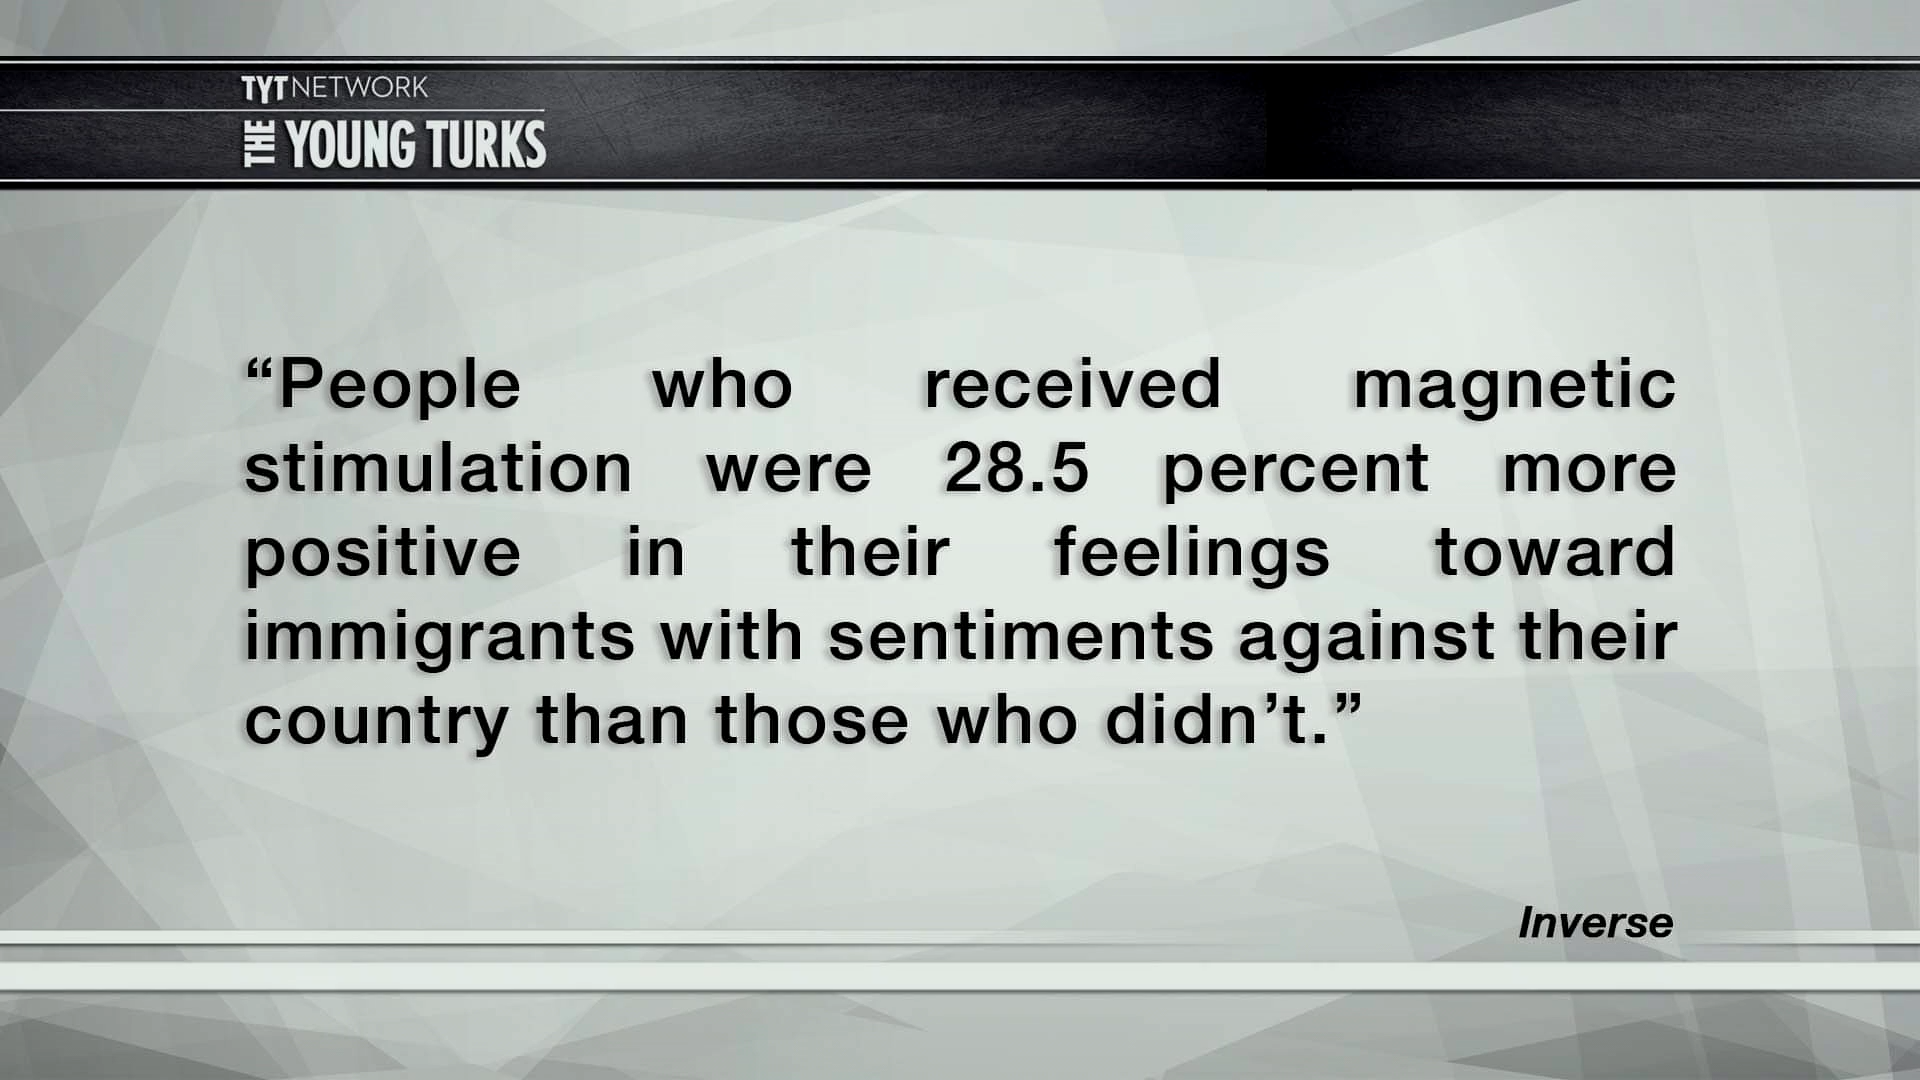 TYT NETWORK
THE YOUNG TURKS
“People who received magnetic
stimulation were 28.5 percent more
positive in their feelings toward
immigrants with sentiments against their
country than those who didn’t.”
Inverse